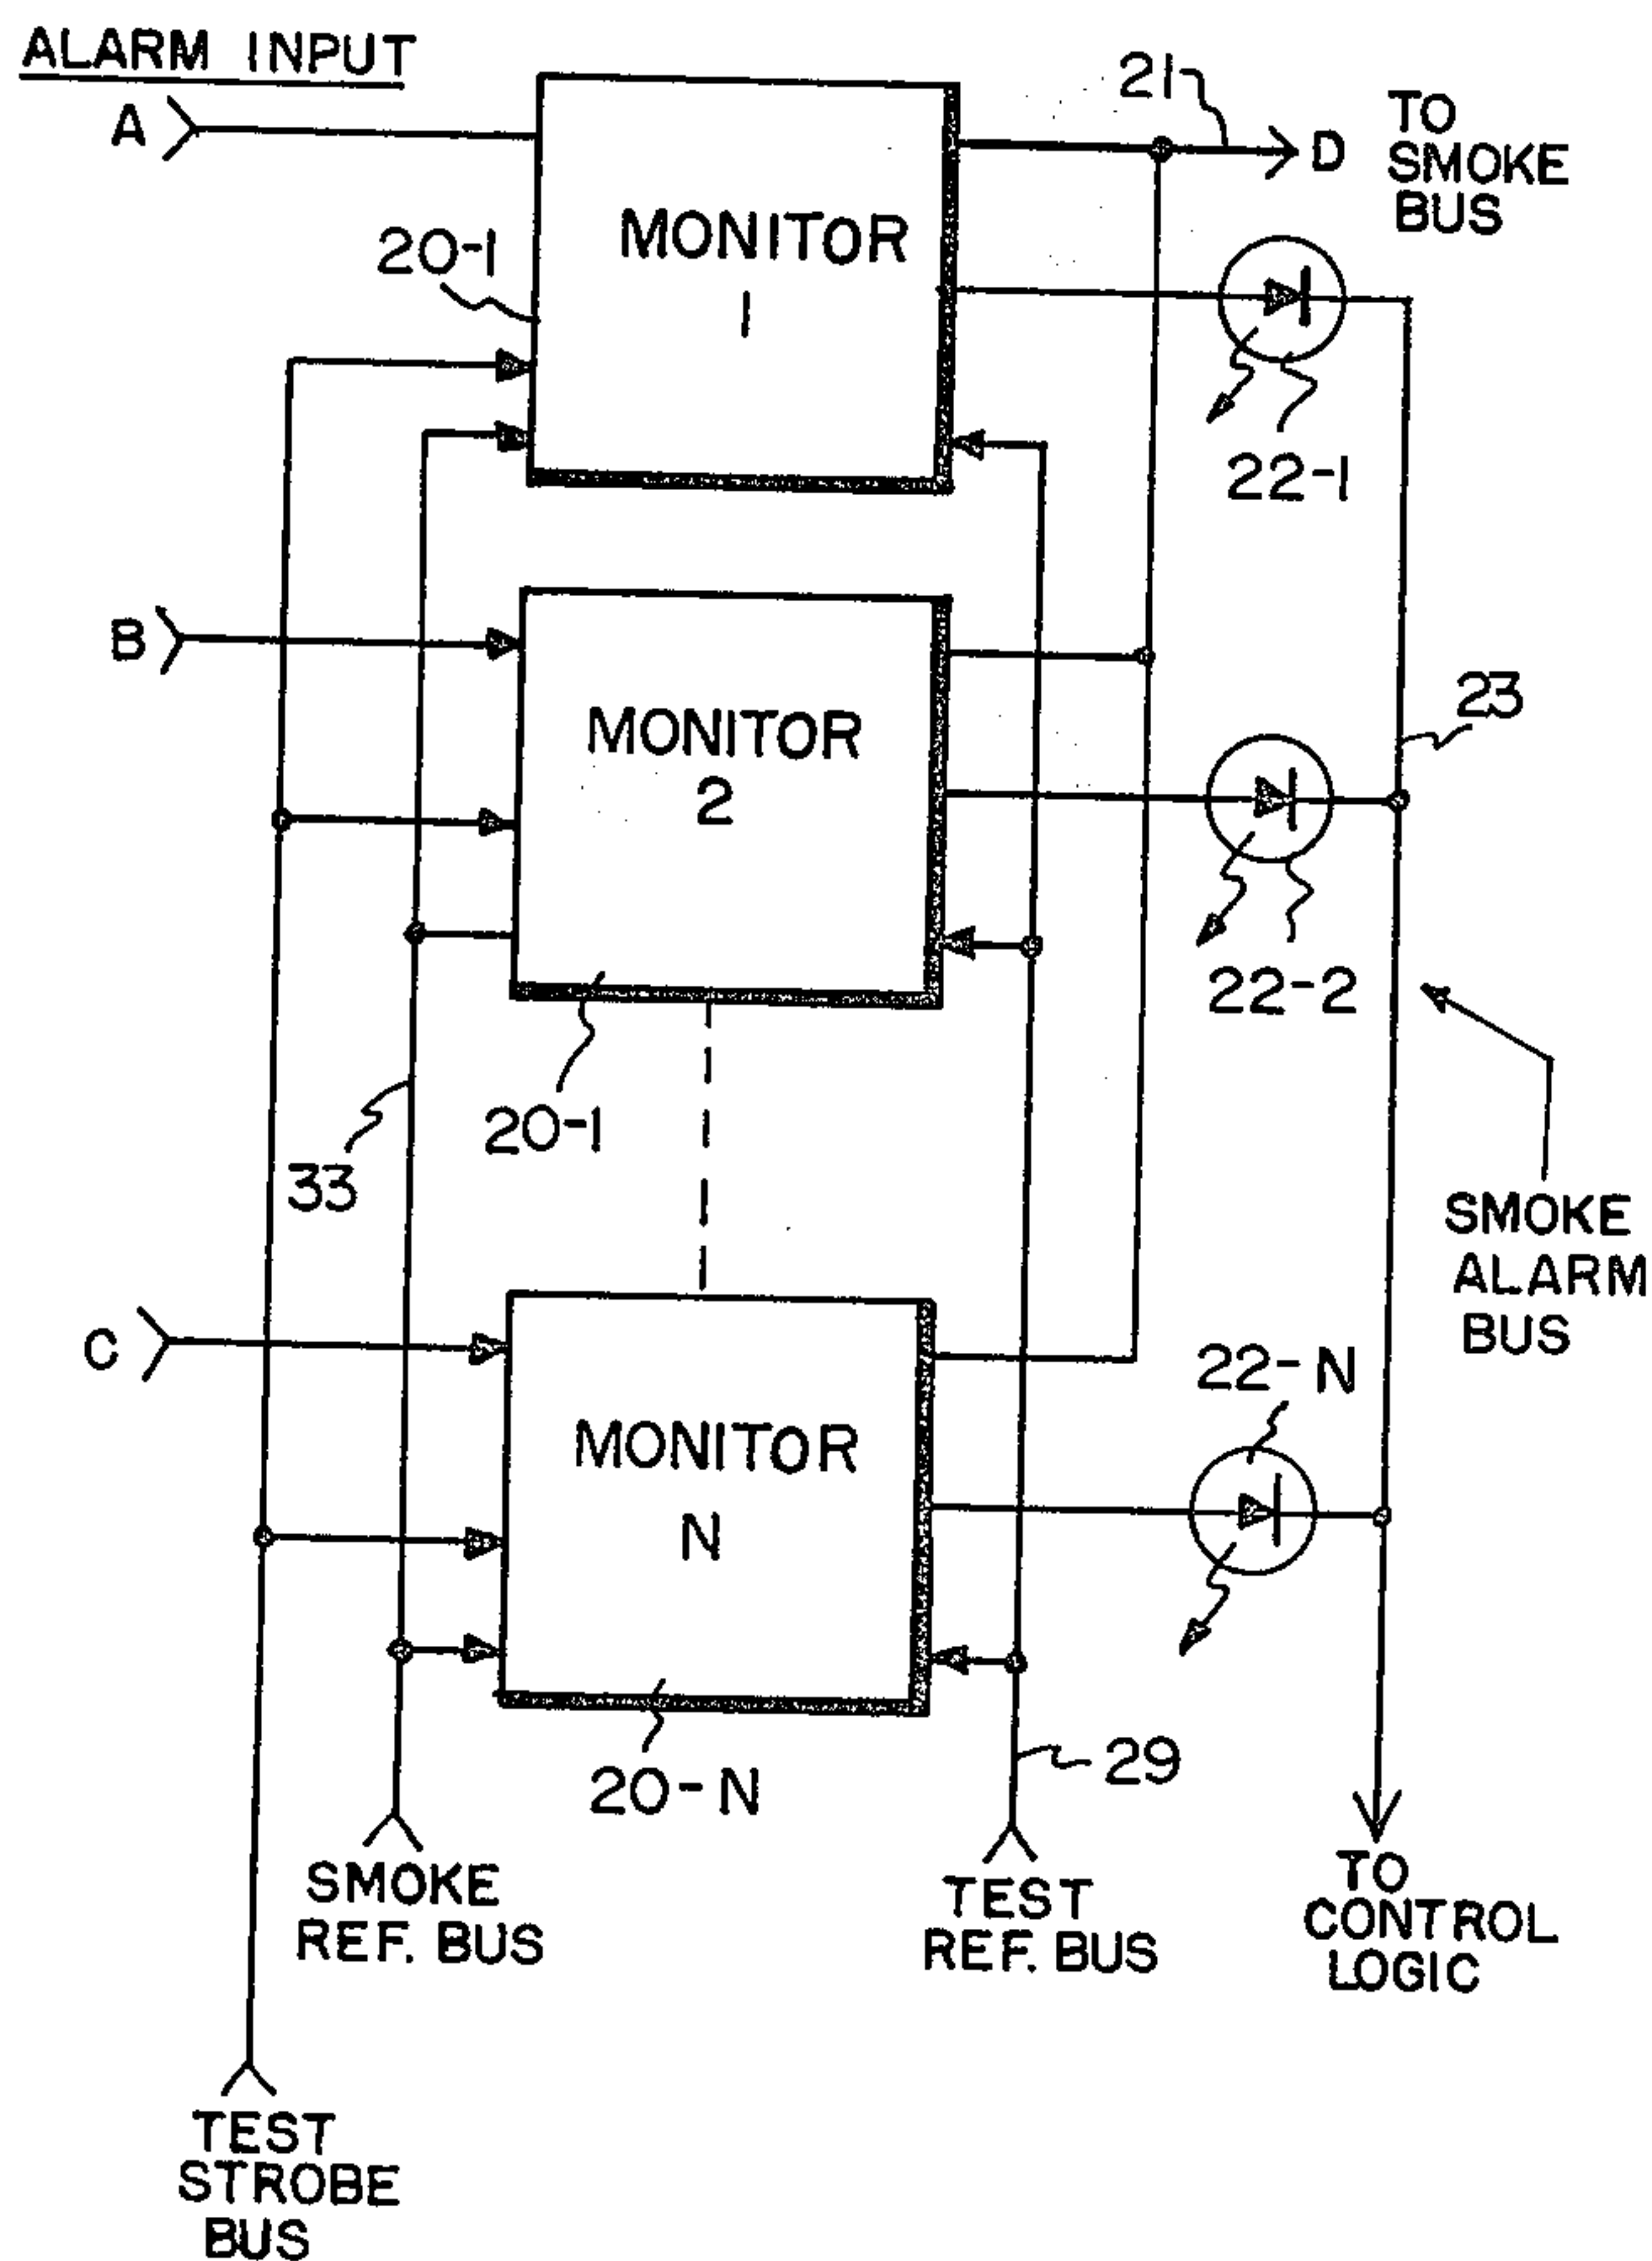 ALARM INPUT
A
21
D
TO
SMOKE
BUS
20-1
MONITOR
1
22-1
B
MONITOR
2
23
22-2
20-1
33
SMOKE
ALARM
BUS
C
22-N
MONITOR
N
20-N
29
SMOKE
REF. BUS
TEST
REF. BUS
TO
CONTROL
LOGIC
TEST
STROBE
BUS